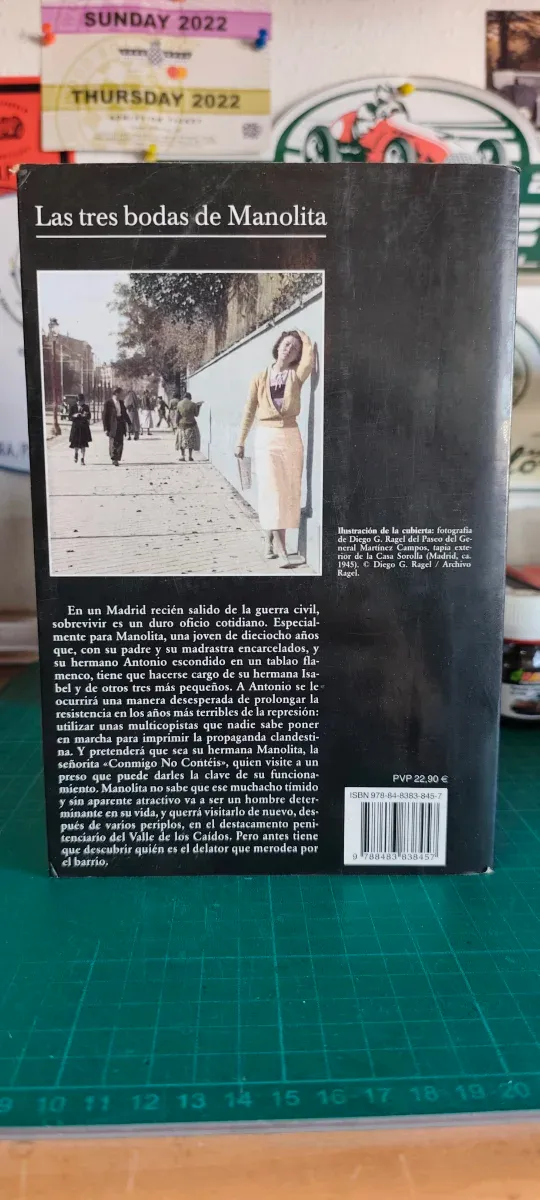 SUNDAY 2022
THURSDAY 2022
Las tres bodas de Manolita
Ilustración de la cubierta: fotografía
de Diego G. Ragel del Paseo del Ge-
neral Martínez Campos, tapia exte-
rior de la Casa Sorolla (Madrid, ca.
1945). © Diego G. Ragel / Archivo
Ragel.
En un Madrid recién salido de la guerra civil,
sobrevivir es un duro oficio cotidiano. Especial-
mente para Manolita, una joven de dieciocho años
que, con su padre y su madrastra encarcelados, y
su hermano Antonio escondido en un tablao fla-
menco, tiene que hacerse cargo de su hermana Isa-
bel y de otros tres más pequeños. A Antonio se le
ocurrirá una manera desesperada de prolongar la
resistencia en los años más terribles de la represión:
utilizar unas multicopistas que nadie sabe poner
en marcha para imprimir la propaganda clandesti-
na. Y pretenderá que sea su hermana Manolita, la
señorita «Conmigo No Contéis», quien visite a un
preso que puede darles la clave de su funciona-
miento. Manolita no sabe que ese muchacho tímido
y sin aparente atractivo va a ser un hombre deter-
minante en su vida, y querrá visitarlo de nuevo, des-
pués de varios periplos, en el destacamento peni-
tenciario del Valle de los Caídos. Pero antes tiene
que descubrir quién es el delator que merodea por
el barrio.
PVP 22,90 €
ISBN 978-84-8383-845-7
9 788483 838457
9 10 11 12 13 14 15 16 17 18 19 20